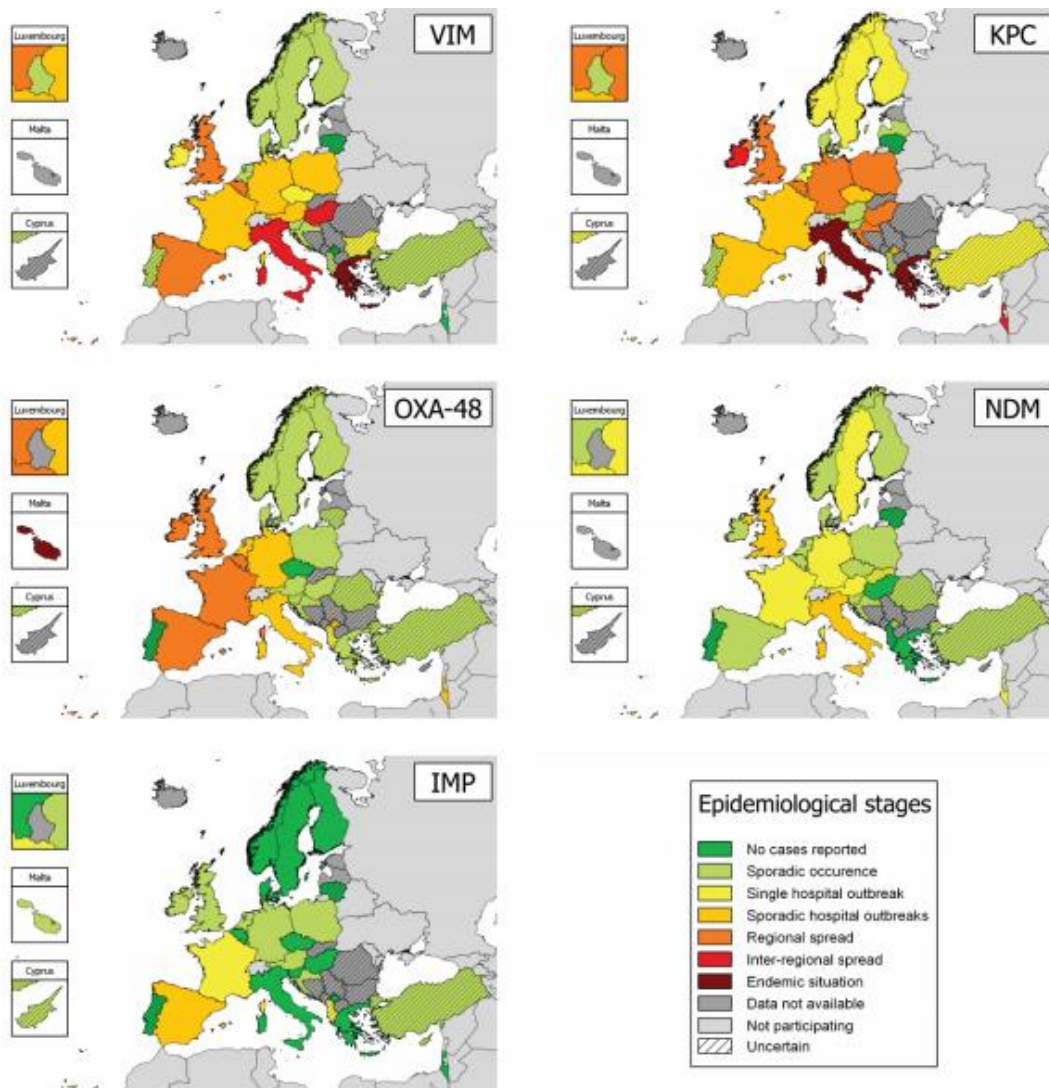 Luxembourg
VIM
Malta
Cyprus
Luxembourg
KPC
Malta
Cyprus
Luxembourg
OXA-48
Malta
Cyprus
Luxembourg
NDM
Malta
Cyprus
Luxembourg
IMP
Malta
Cyprus
Epidemiological stages
No cases reported
Sporadic occurence
Single hospital outbreak
Sporadic hospital outbreaks
Regional spread
Inter-regional spread
Endemic situation
Data not available
Not participating
Uncertain